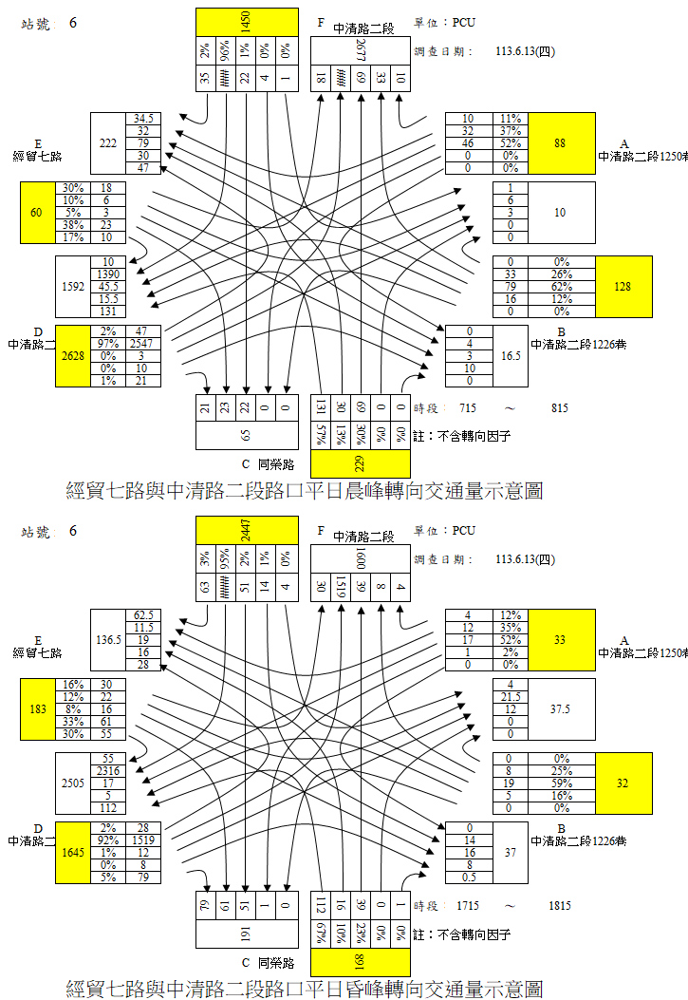 站號: 6
1450
2% 96% 1% 0% 0%
35 ### 22 4 1
F 中清路二段
2677
18 ### 69 33 10
單位：PCU
調查日期： 113.6.13(四)
E
經貿七路
222
34.5
32
79
30
47
10 11%
32 37%
46 52%
0 0%
0 0%
88
A
中清路二段1250巷
60
30% 18
10% 6
5% 3
38% 23
17% 10
1
6
3
0
0
10
1592
10
1390
45.5
15.5
131
0 0%
33 26%
79 62%
16 12%
0 0%
128
D
中清路二
2628
2% 47
97% 2547
0% 3
0% 10
1% 21
0
4
3
10
0
16.5
B
中清路二段1226巷
21 23 22 0 0
65
131 30 69 0 0
57% 13% 30% 0% 0%
229
C 同榮路
時段： 715 ～ 815
註：不含轉向因子
經貿七路與中清路二段路口平日晨峰轉向交通量示意圖
站號: 6
2447
3% 95% 2% 1% 0%
63 ### 51 14 4
F 中清路二段
1600
30 1519 39 8 4
單位：PCU
調查日期： 113.6.13(四)
E
經貿七路
136.5
62.5
11.5
19
16
28
4 12%
12 35%
17 52%
1 2%
0 0%
33
A
中清路二段1250巷
183
16% 30
12% 22
8% 16
33% 61
30% 55
4
21.5
12
0
0
37.5
2505
55
2316
17
5
112
0 0%
8 25%
19 59%
5 16%
0 0%
32
D
中清路二
1645
2% 28
92% 1519
1% 12
0% 8
5% 79
0
14
16
8
0.5
37
B
中清路二段1226巷
79 61 51 1 0
191
112 16 39 0 1
67% 10% 23% 0% 0%
168
C 同榮路
時段： 1715 ～ 1815
註：不含轉向因子
經貿七路與中清路二段路口平日昏峰轉向交通量示意圖